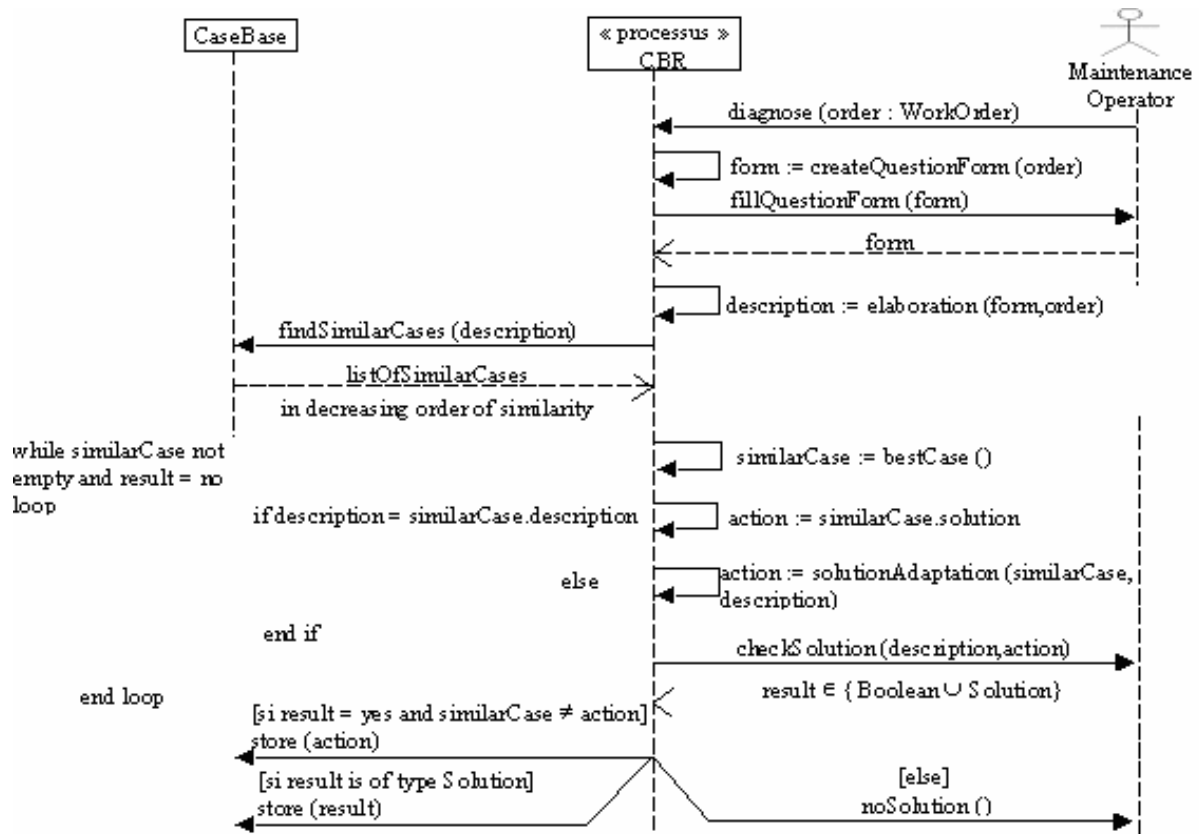 CaseBase
« processus »
CBR
Maintenance
Operator
diagnose (order : WorkOrder)
form := createQuestionForm (order)
fillQuestionForm (form)
form
description := elaboration (form,order)
findSimilarCases (description)
listOfSimilarCases
in decreasing order of similarity
while similarCase not
empty and result = no
loop
similarCase := bestCase ()
if description = similarCase.description
action := similarCase.solution
else
action := solutionAdaptation (similarCase,
description)
end if
checkSolution (description,action)
end loop
result ∈ {Boolean ∪ Solution}
[si result = yes and similarCase ≠ action]
store (action)
[si result is of type Solution]
store (result)
[else]
noSolution ()